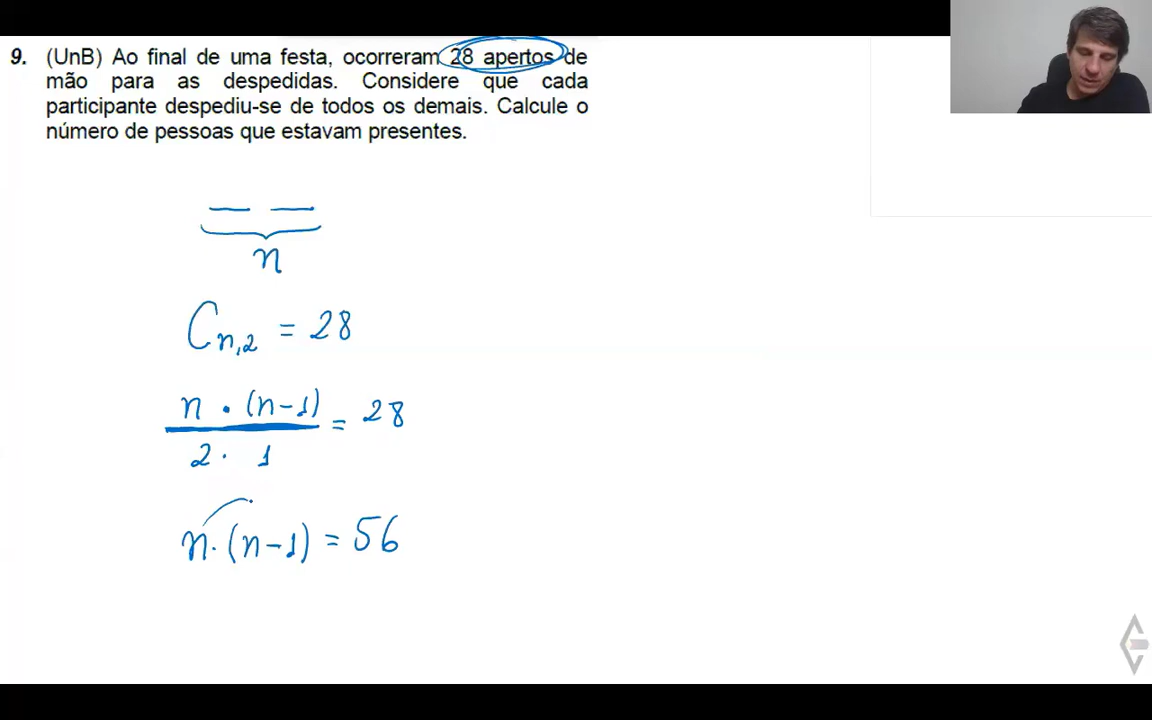 9. (UnB) Ao final de uma festa, ocorreram 28 apertos de
mão para as despedidas. Considere que cada
participante despediu-se de todos os demais. Calcule o
número de pessoas que estavam presentes.
n
C n,2 = 28
n . (n-1) = 28
2 . 1
n.(n-1) = 56